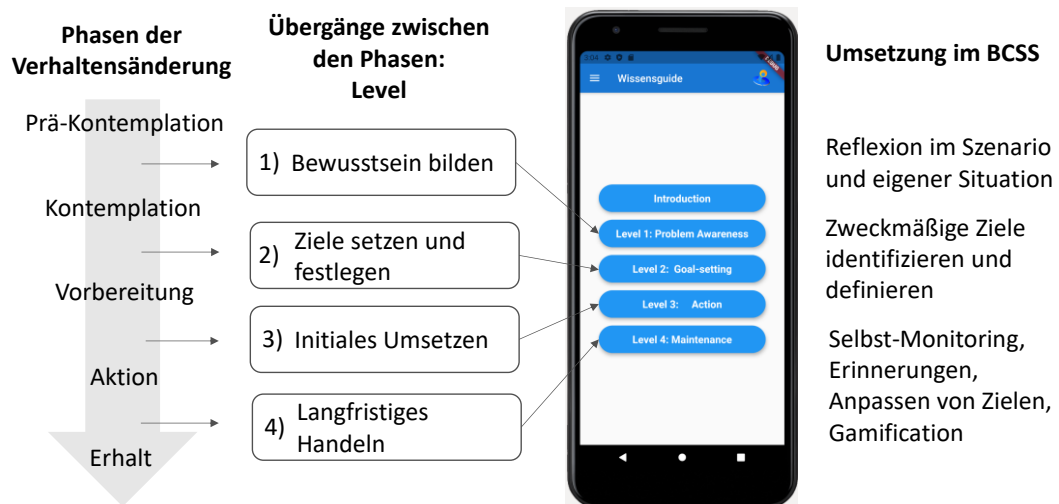 Phasen der
Verhaltensänderung
Prä-Kontemplation
Kontemplation
Vorbereitung
Aktion
Erhalt
Übergänge zwischen
den Phasen:
Level
1) Bewusstsein bilden
2) Ziele setzen und
festlegen
3) Initiales Umsetzen
4) Langfristiges
Handeln
3:04
Wissensguide
Introduction
Level 1: Problem Awareness
Level 2: Goal-setting
Level 3: Action
Level 4: Maintenance
Umsetzung im BCSS
Reflexion im Szenario
und eigener Situation
Zweckmäßige Ziele
identifizieren und
definieren
Selbst-Monitoring,
Erinnerungen,
Anpassen von Zielen,
Gamification